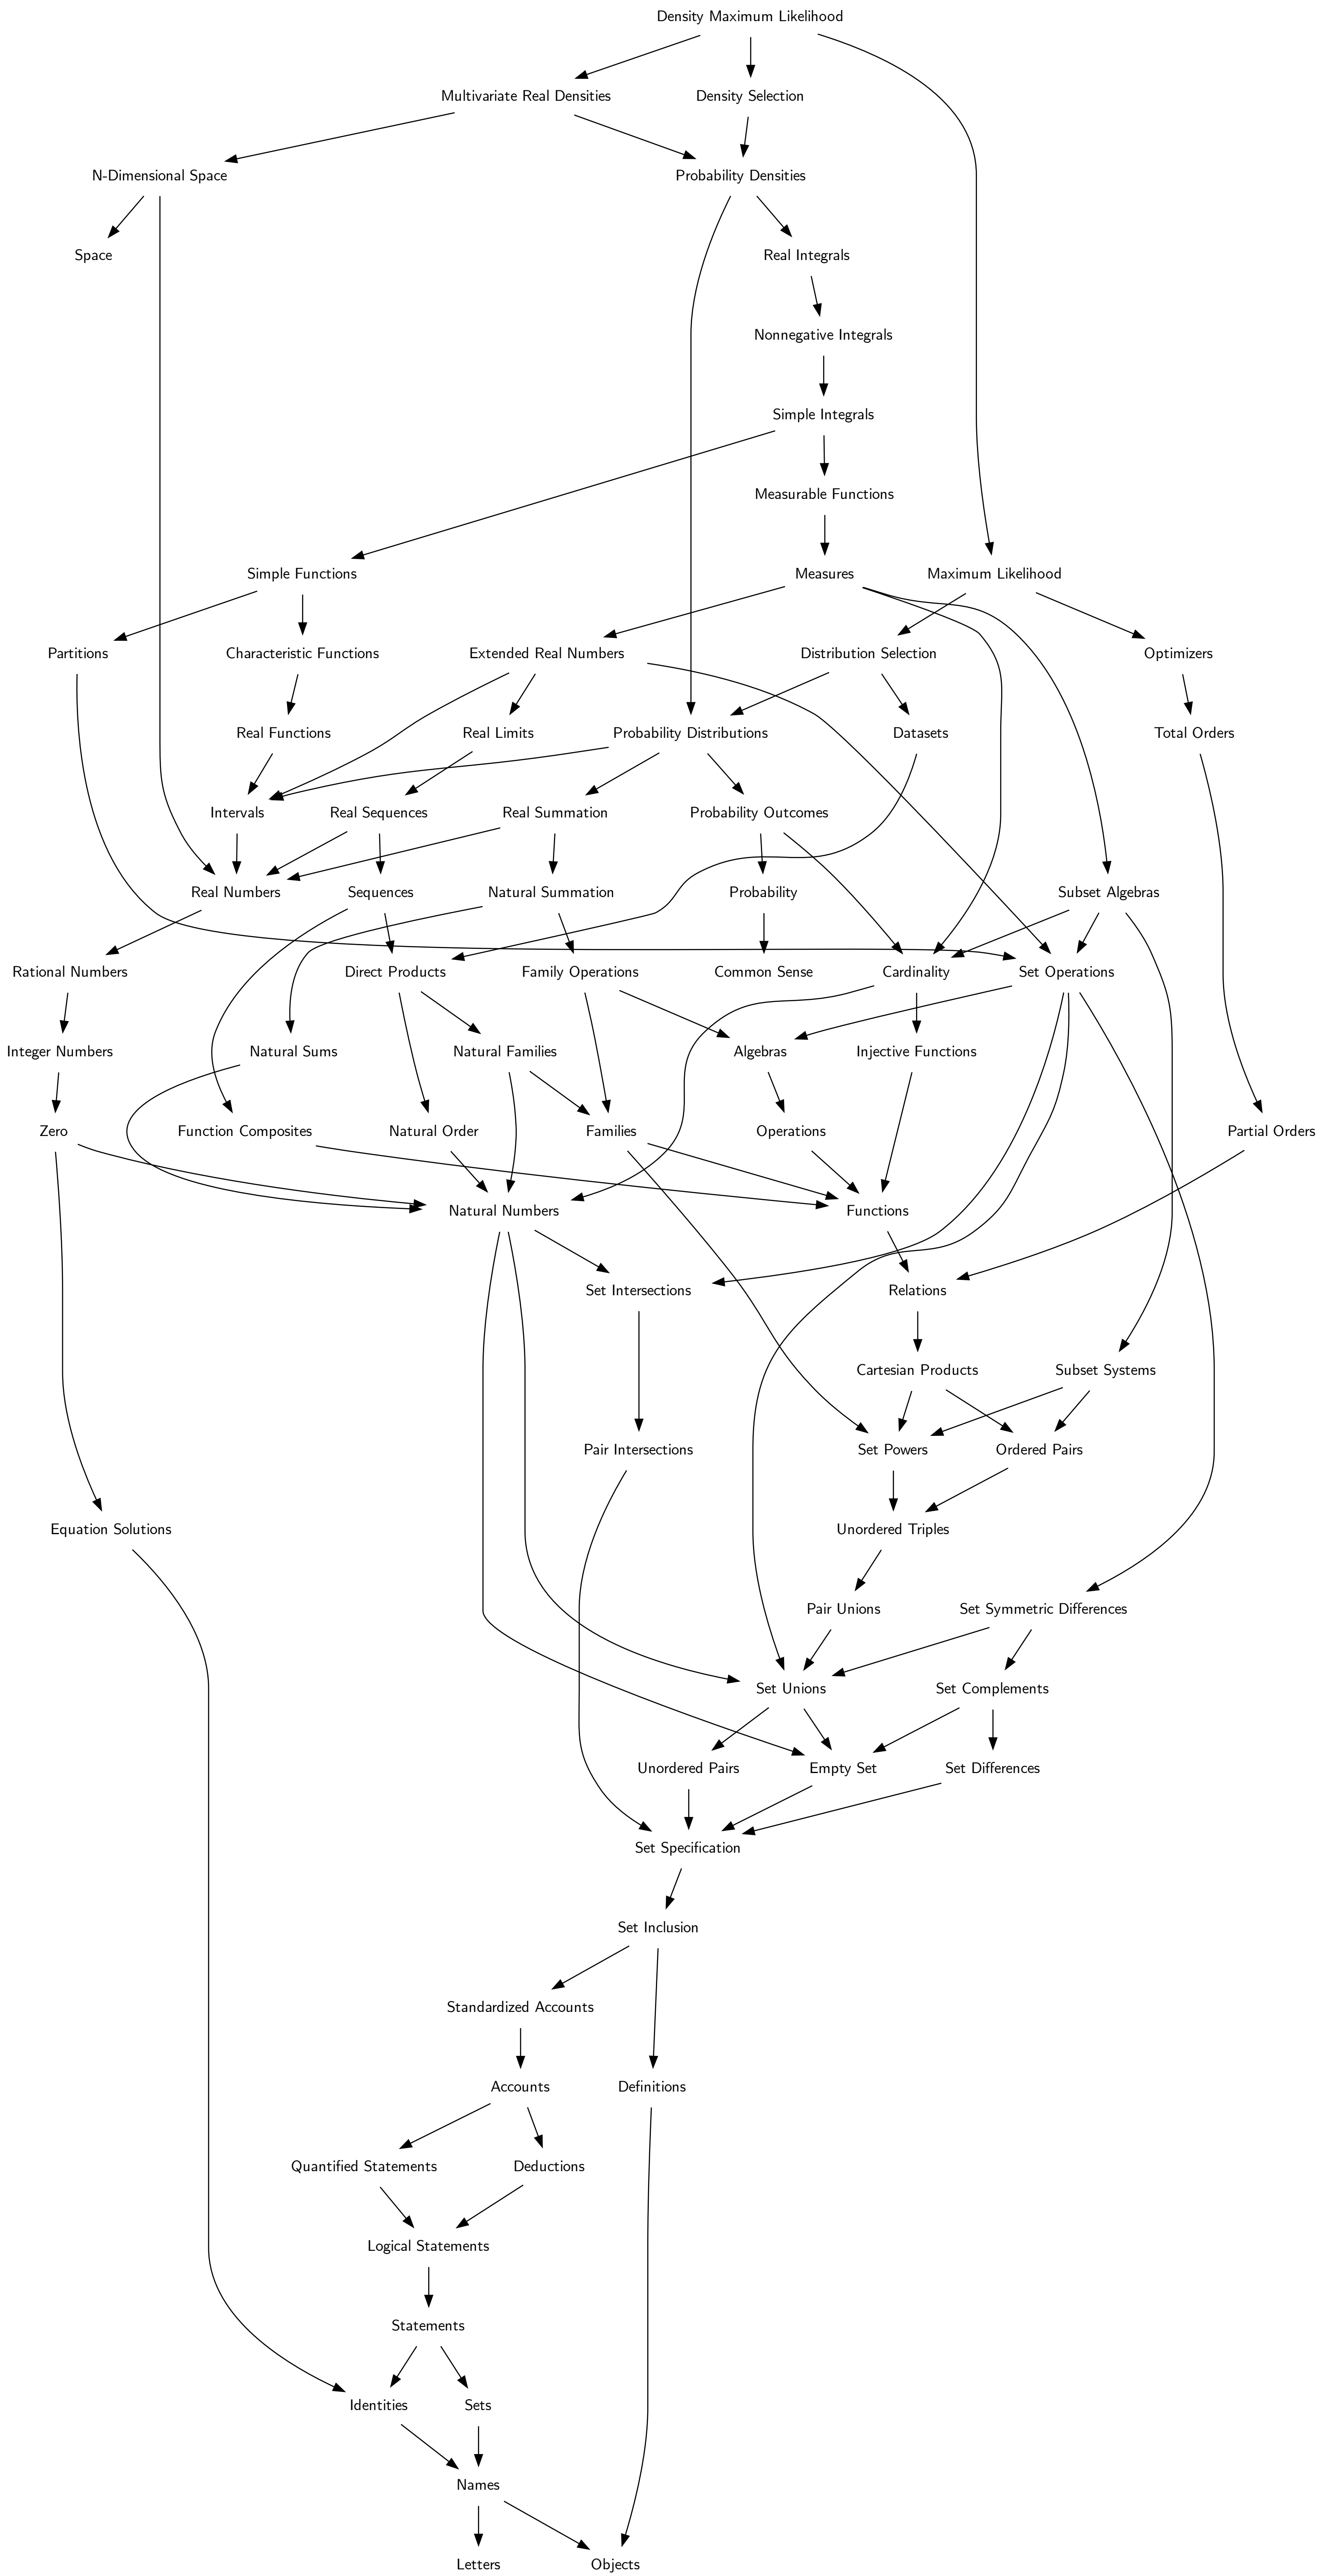 Density Maximum Likelihood
Multivariate Real Densities
Density Selection
N-Dimensional Space
Probability Densities
Space
Real Integrals
Nonnegative Integrals
Simple Integrals
Measurable Functions
Simple Functions
Measures
Maximum Likelihood
Partitions
Characteristic Functions
Extended Real Numbers
Distribution Selection
Optimizers
Real Functions
Real Limits
Probability Distributions
Datasets
Total Orders
Intervals
Real Sequences
Real Summation
Probability Outcomes
Real Numbers
Sequences
Natural Summation
Probability
Subset Algebras
Rational Numbers
Direct Products
Family Operations
Common Sense
Cardinality
Set Operations
Integer Numbers
Natural Sums
Natural Families
Algebras
Injective Functions
Zero
Function Composites
Natural Order
Families
Operations
Partial Orders
Natural Numbers
Functions
Set Intersections
Relations
Cartesian Products
Subset Systems
Pair Intersections
Set Powers
Ordered Pairs
Equation Solutions
Unordered Triples
Pair Unions
Set Symmetric Differences
Set Unions
Set Complements
Unordered Pairs
Empty Set
Set Differences
Set Specification
Set Inclusion
Standardized Accounts
Accounts
Definitions
Quantified Statements
Deductions
Logical Statements
Statements
Identities
Sets
Names
Letters
Objects